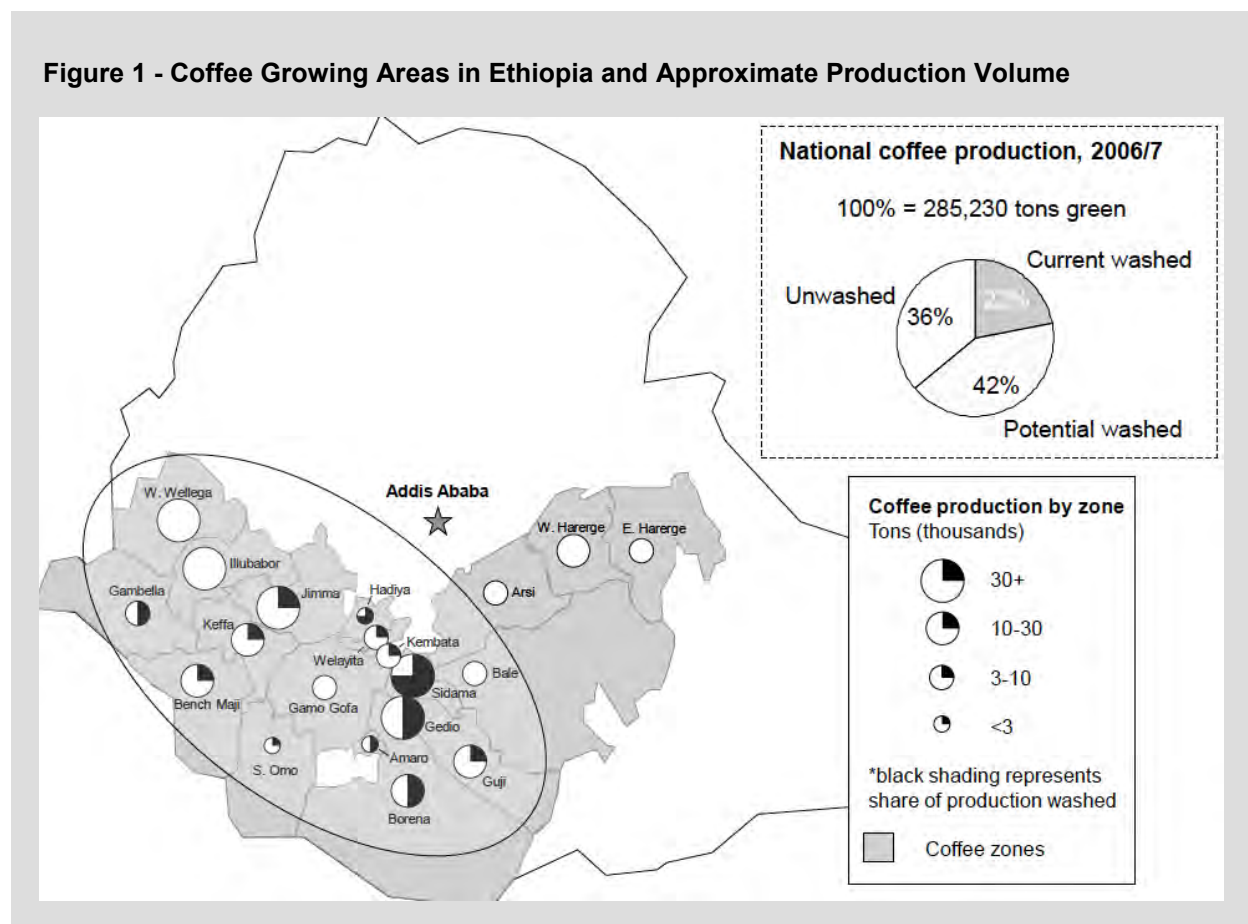 Figure 1 - Coffee Growing Areas in Ethiopia and Approximate Production Volume
National coffee production, 2006/7
100% = 285,230 tons green
Current washed
Unwashed
36%
42%
Potential washed
W. Wellega
Addis Ababa
W. Harerge
E. Harerge
Illubabor
Gambella
Jimma
Hadiya
Arsi
Keffa
Kembata
Welayita
Bale
Sidama
Bench Maji
Gamo Gofa
Gedio
S. Omo
Amaro
Guji
Borena
Coffee production by zone
Tons (thousands)
30+
10-30
3-10
<3
*black shading represents
share of production washed
Coffee zones